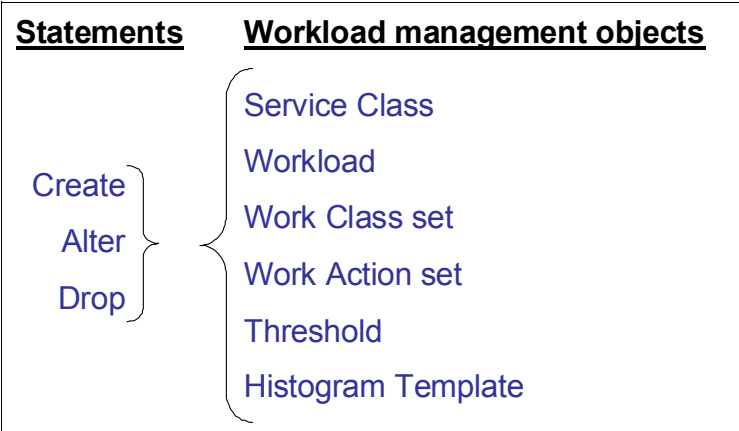 Statements
Workload management objects
Create
Alter
Drop
Service Class
Workload
Work Class set
Work Action set
Threshold
Histogram Template